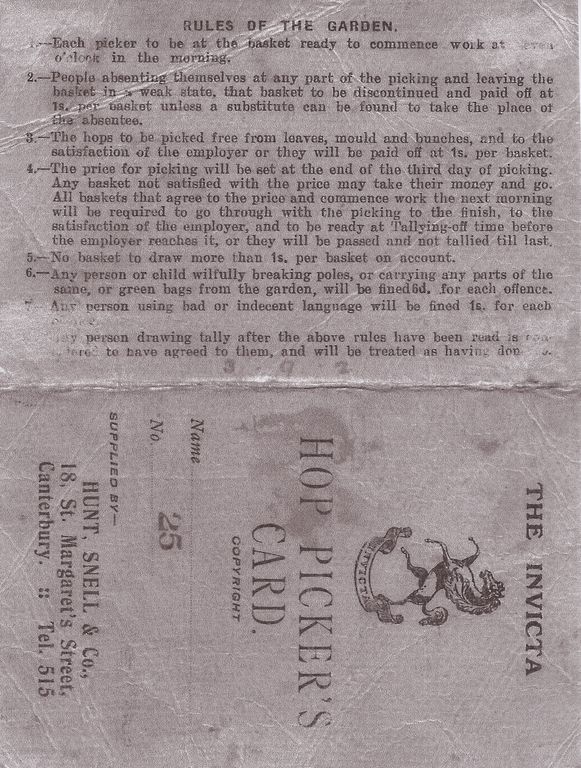 RULES OF THE GARDEN.
1.—Each picker to be at the basket ready to commence work at
o'clock in the morning.
2.—People absenting themselves at any part of the picking and leaving the
basket in a weak state, that basket to be discontinued and paid off at
1s. per basket unless a substitute can be found to take the place of
the absentee.
3.—The hops to be picked free from leaves, mould and bunches, and to the
satisfaction of the employer or they will be paid off at 1s. per basket.
4.—The price for picking will be set at the end of the third day of picking.
Any basket not satisfied with the price may take their money and go.
All baskets that agree to the price and commence work the next morning
will be required to go through with the picking to the finish, to the
satisfaction of the employer, and to be ready at Tallying-off time before
the employer reaches it, or they will be passed and not tallied till last.
5.—No basket to draw more than 1s. per basket on account.
6.—Any person or child wilfully breaking poles, or carrying any parts of the
same, or green bags from the garden, will be fined 6d. for each offence.
7.—Any person using bad or indecent language will be fined 1s. for each
person drawing tally after the above rules have been read is
to have agreed to them, and will be treated as having
392
THE INVICTA
HOP PICKER'S
CARD.
COPYRIGHT
Name
No. 25
SUPPLIED BY—
HUNT, SNELL & Co.,
18, St. Margaret's Street,
Canterbury. :: Tel. 515